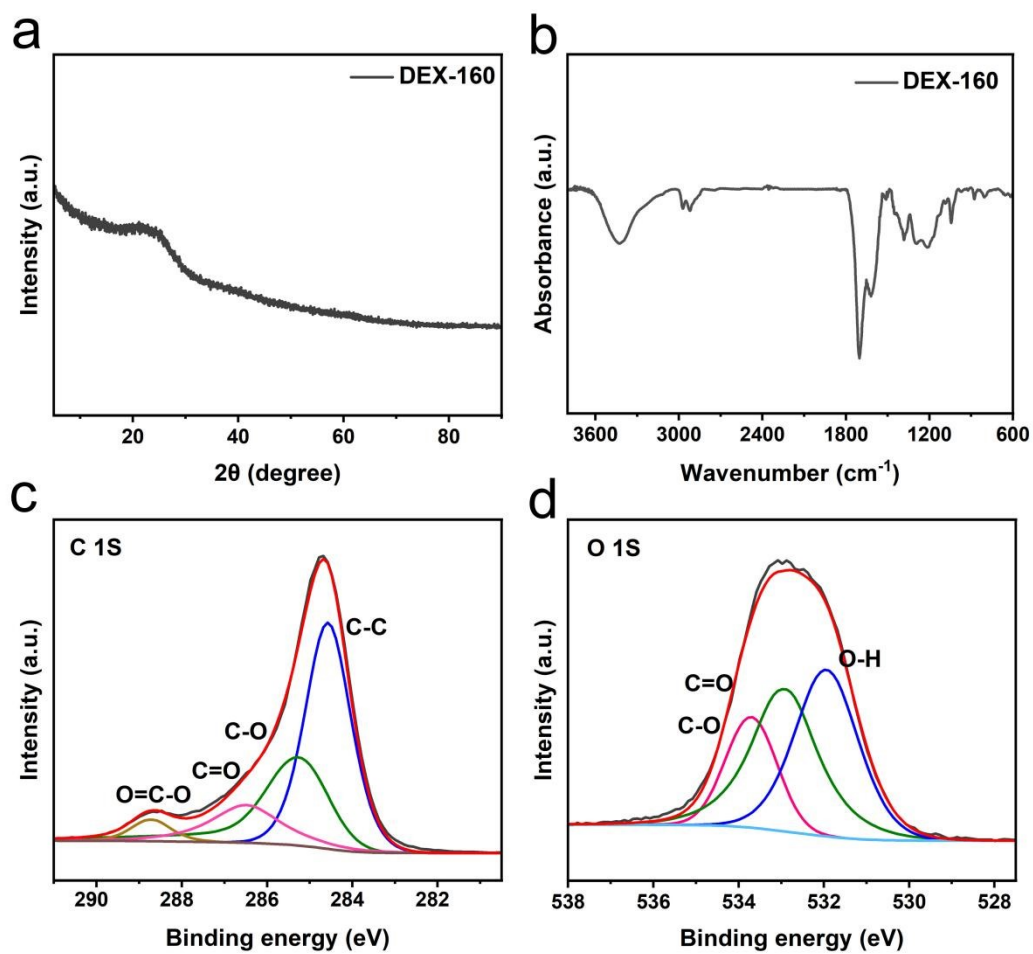 a
DEX-160
Intensity (a.u.)
20
40
60
80
2θ (degree)
b
DEX-160
Absorbance (a.u.)
3600
3000
2400
1800
1200
600
Wavenumber (cm⁻¹)
c
C 1S
C-C
C-O
C=O
O=C-O
Intensity (a.u.)
290
288
286
284
282
Binding energy (eV)
d
O 1S
O-H
C=O
C-O
Intensity (a.u.)
538
536
534
532
530
528
Binding energy (eV)